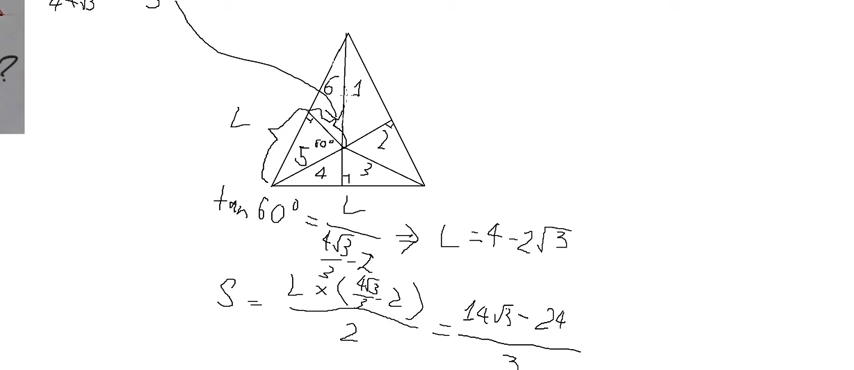 ?
6 1
L
5 60° 2
4 3
tan 60° = L / (4√3/3 - 2) ⇒ L = 4 - 2√3
S = L × (4√3/3 - 2) / 2 = 14√3 - 24 / 3